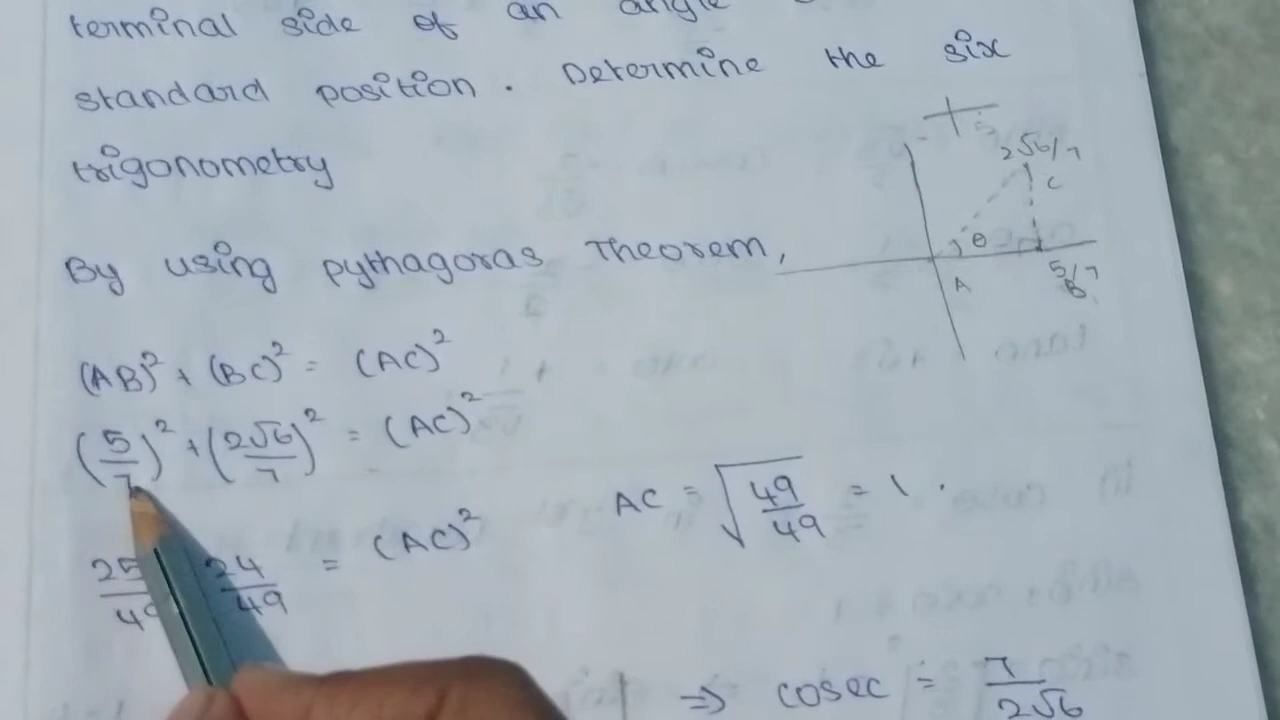 terminal side of an angle
standard position. Determine the six
trigonometry
2√6/7
C
θ
A
5/7
B
By using pythagoras Theorem,
(AB)² + (BC)² = (AC)²
(5/7)² + (2√6/7)² = (AC)²
AC = √49/49 = 1.
25/49 24/49 = (AC)²
⇒ cosec = 7/2√6